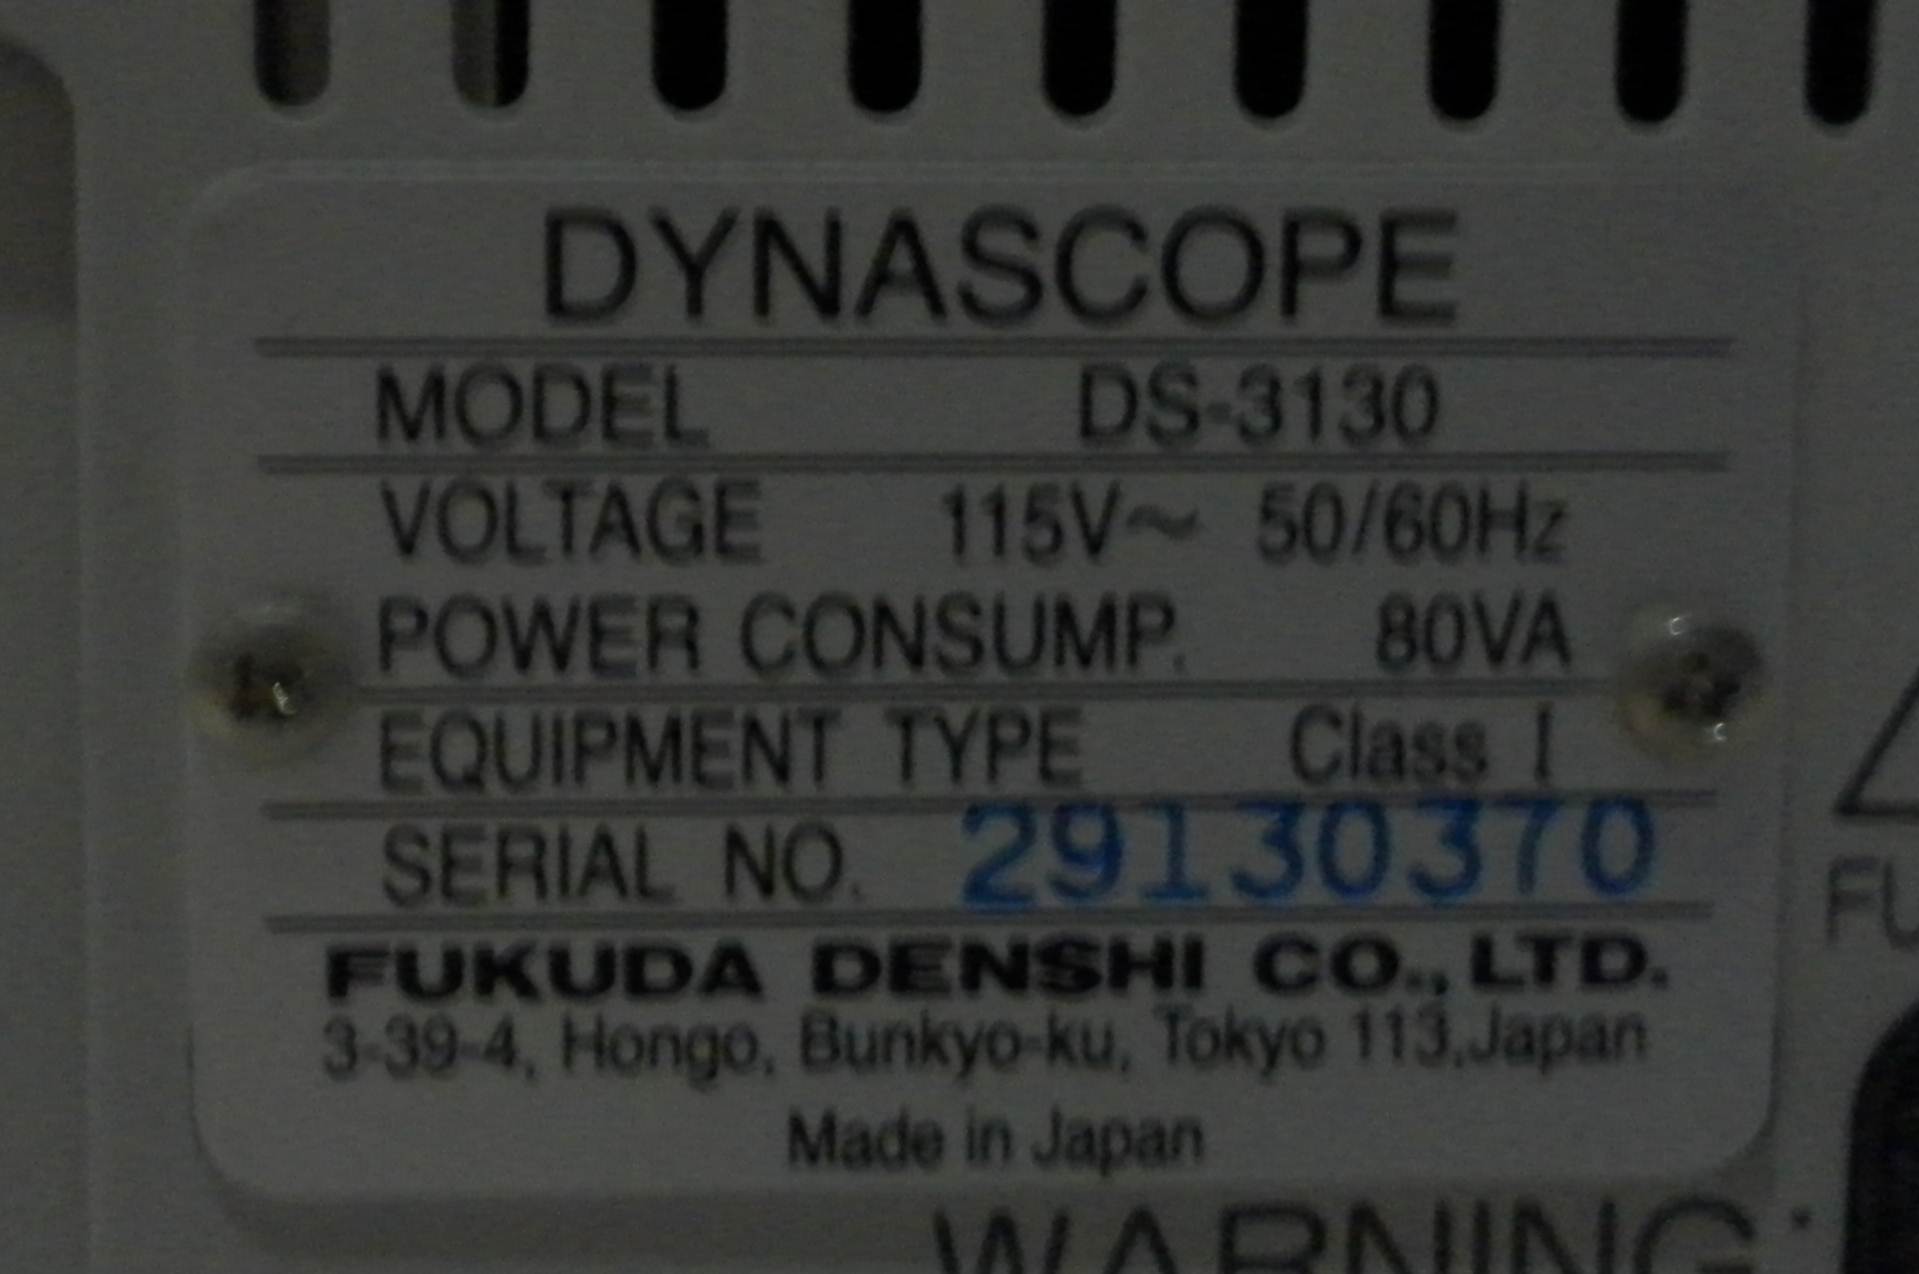 DYNASCOPE
MODEL DS-3130
VOLTAGE 115V~ 50/60Hz
POWER CONSUMP. 80VA
EQUIPMENT TYPE Class I
SERIAL NO. 29130370
FUKUDA DENSHI CO., LTD.
3-39-4, Hongo, Bunkyo-ku, Tokyo 113,Japan
Made in Japan
WARNING:
FU